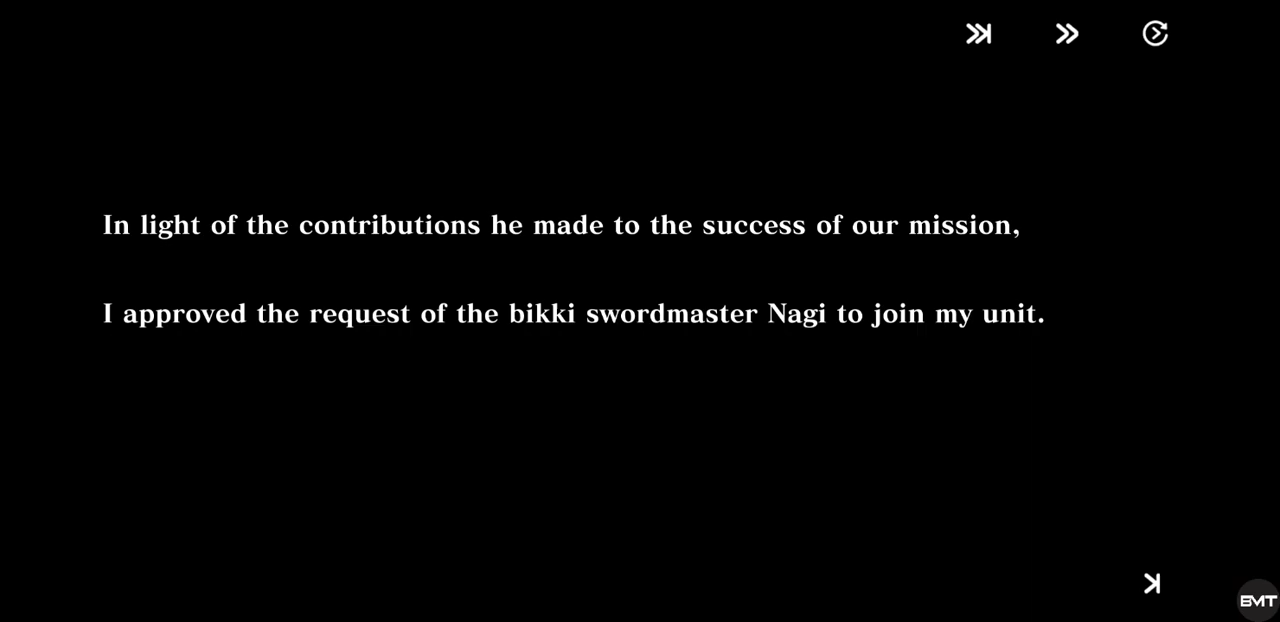 In light of the contributions he made to the success of our mission,
I approved the request of the bikki swordmaster Nagi to join my unit.
EMT